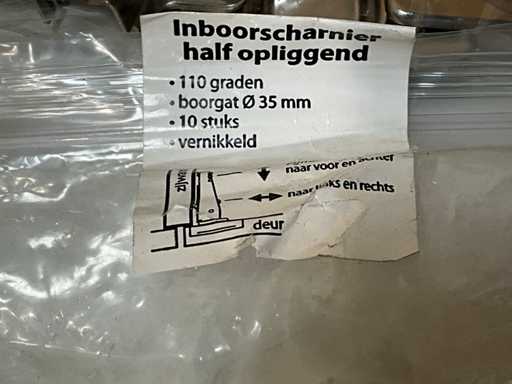 Inboorscharnier
half opliggend
• 110 graden
• boorgat Ø 35 mm
• 10 stuks
• vernikkeld
naar voor en achter
naar links en rechts
deur